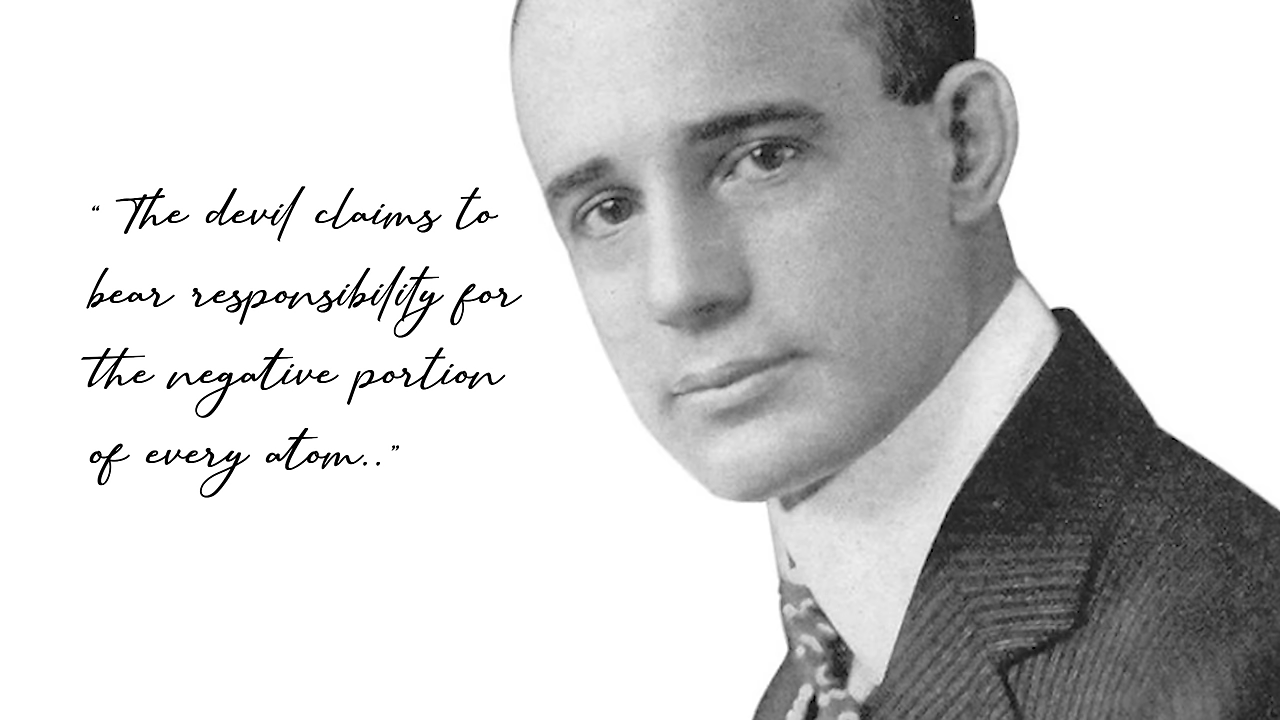 “ The devil claims to
bear responsibility for
the negative portion
of every atom..”